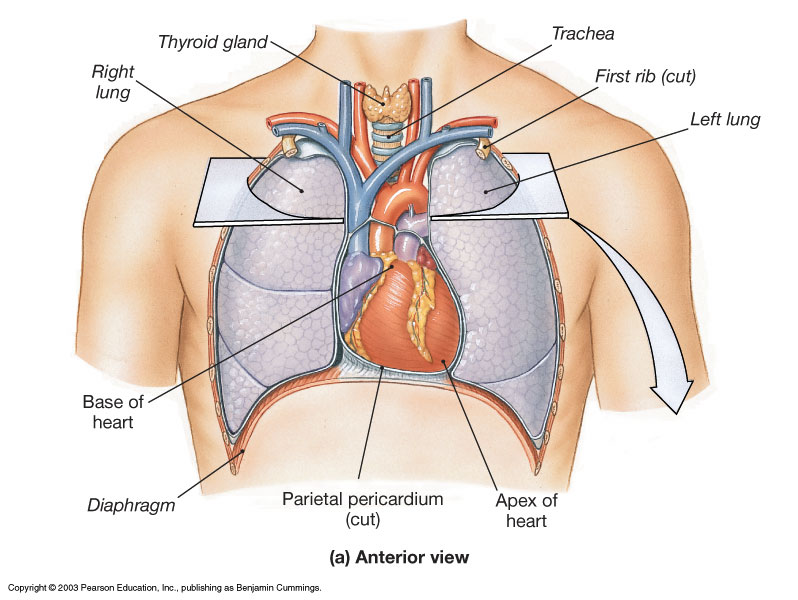 Thyroid gland
Trachea
Right
lung
First rib (cut)
Left lung
Base of
heart
Diaphragm
Parietal pericardium
(cut)
Apex of
heart
(a) Anterior view
Copyright © 2003 Pearson Education, Inc., publishing as Benjamin Cummings.